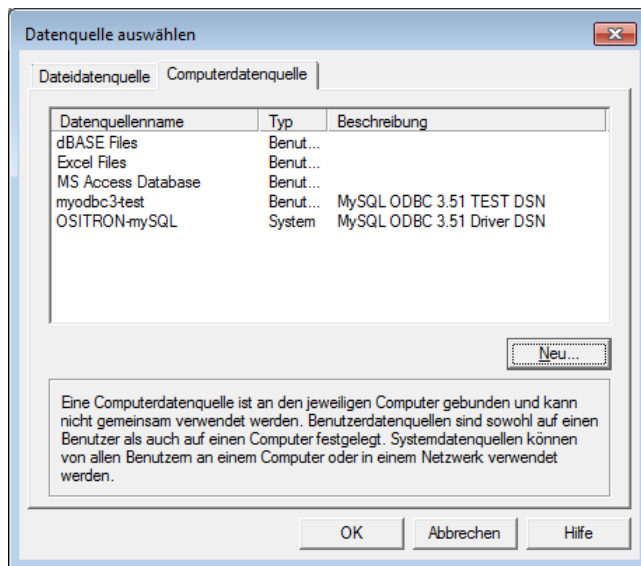 Datenquelle auswählen
Dateidatenquelle Computerdatenquelle
Datenquellenname Typ Beschreibung
dBASE Files Benut...
Excel Files Benut...
MS Access Database Benut...
myodbc3-test Benut... MySQL ODBC 3.51 TEST DSN
OSITRON-mySQL System MySQL ODBC 3.51 Driver DSN
Neu...
Eine Computerdatenquelle ist an den jeweiligen Computer gebunden und kann
nicht gemeinsam verwendet werden. Benutzerdatenquellen sind sowohl auf einen
Benutzer als auch auf einen Computer festgelegt. Systemdatenquellen können
von allen Benutzern an einem Computer oder in einem Netzwerk verwendet
werden.
OK Abbrechen Hilfe